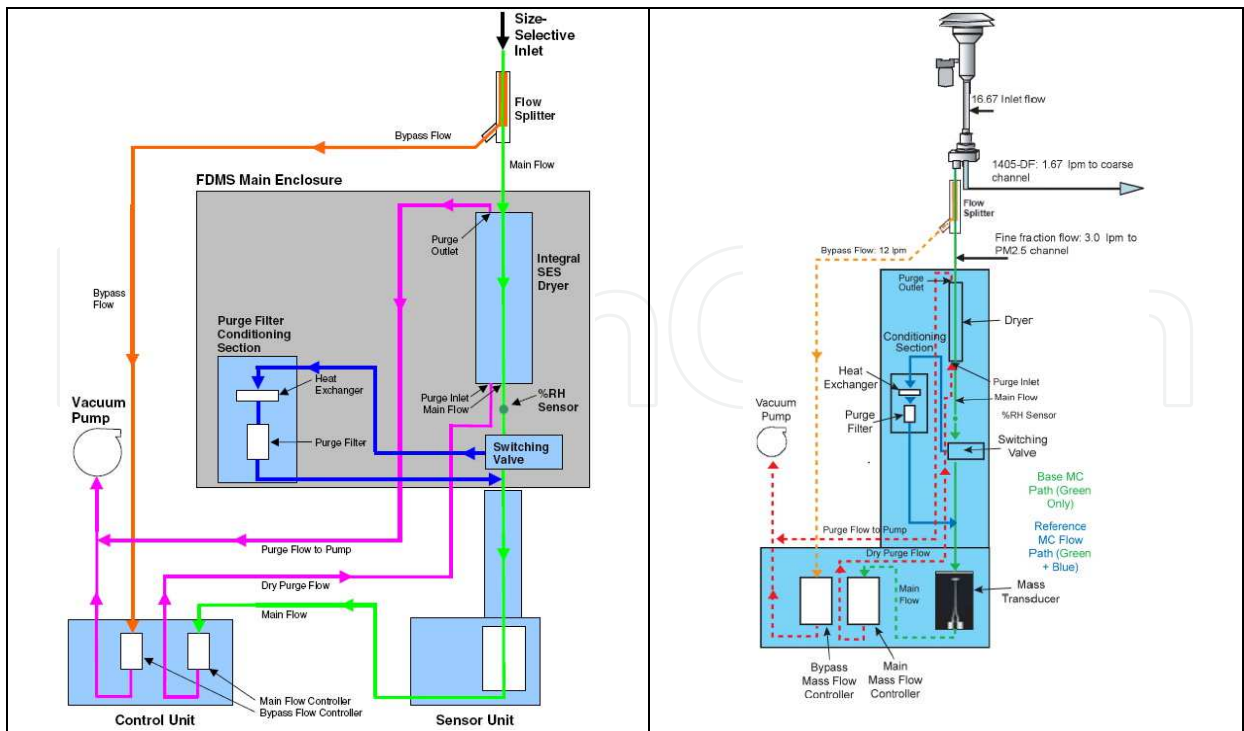 Size-
Selective
Inlet
Flow
Splitter
Bypass Flow
Main Flow
FDMS Main Enclosure
Purge
Outlet
Integral
SES
Dryer
Bypass
Flow
Purge Filter
Conditioning
Section
Heat
Exchanger
Purge Inlet
Main Flow
%RH
Sensor
Vacuum
Pump
Purge Filter
Switching
Valve
Purge Flow to Pump
Dry Purge Flow
Main Flow
Main Flow Controller
Bypass Flow Controller
Control Unit
Sensor Unit
16.67 Inlet flow
1405-DF: 1.67 lpm to coarse
channel
Flow
Splitter
Bypass Flow: 12 lpm
Fine fraction flow: 3.0 lpm to
PM2.5 channel
Purge
Outlet
Dryer
Conditioning
Section
Heat
Exchanger
Purge Inlet
Main Flow
%RH Sensor
Vacuum
Pump
Purge
Filter
Switching
Valve
Base MC
Path (Green
Only)
Reference
MC Flow
Path (Green
+ Blue)
Purge Flow to Pump
Dry Purge Flow
Main
Flow
Mass
Transducer
Bypass
Mass Flow
Controller
Main
Mass Flow
Controller